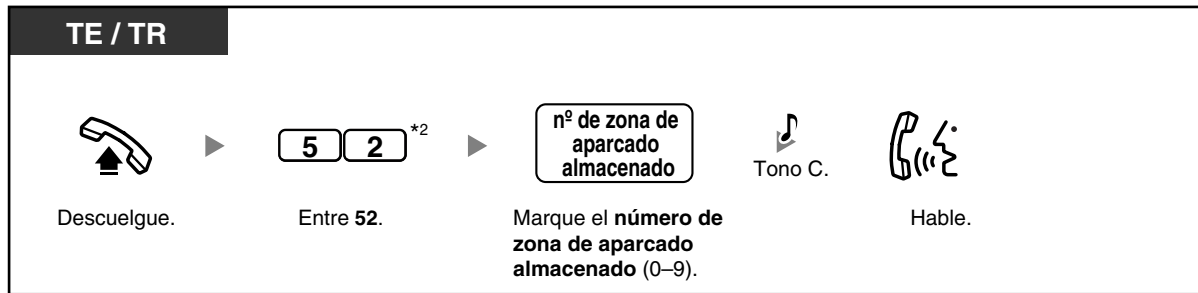 TE / TR
5 2 *2
nº de zona de
aparcado
almacenado
Tono C.
Descuelgue.
Entre 52.
Marque el número de
zona de aparcado
almacenado (0–9).
Hable.